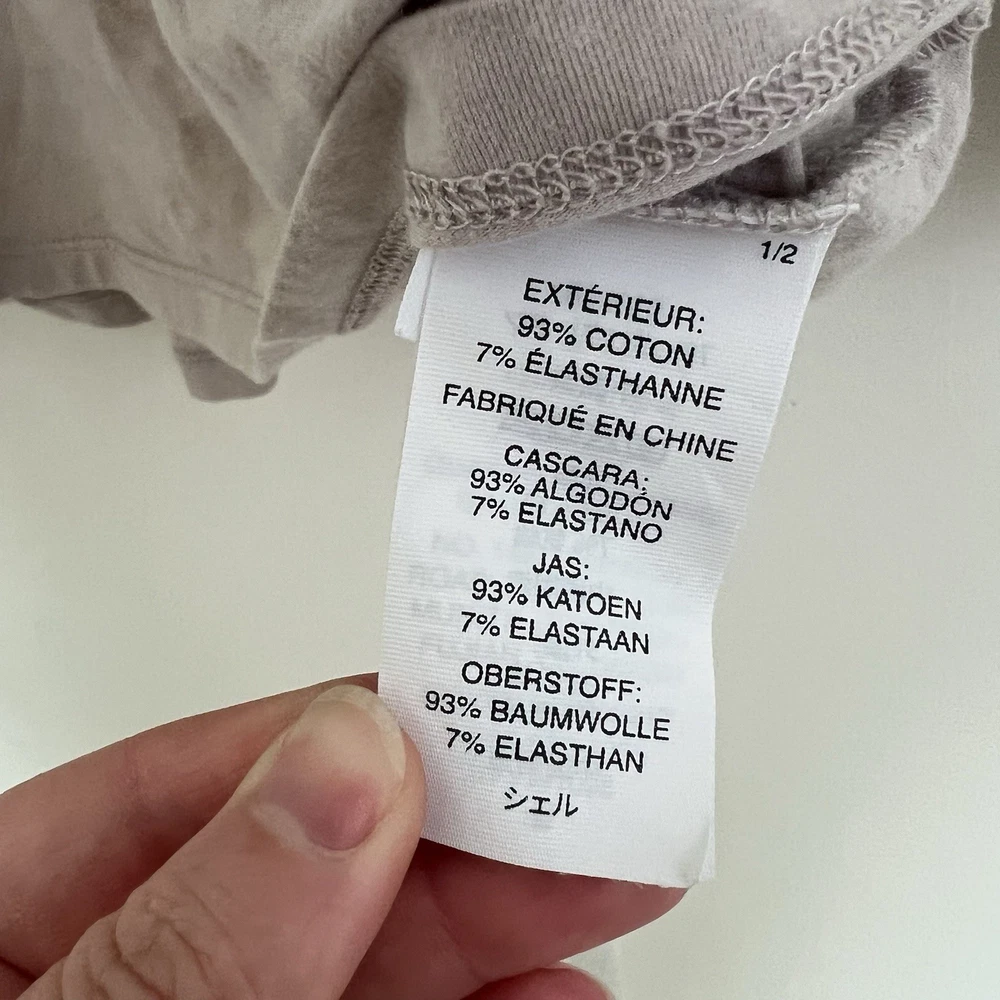 1/2
EXTÉRIEUR:
93% COTON
7% ÉLASTHANNE
FABRIQUÉ EN CHINE
CASCARA:
93% ALGODÓN
7% ELASTANO
JAS:
93% KATOEN
7% ELASTAAN
OBERSTOFF:
93% BAUMWOLLE
7% ELASTHAN
シェル